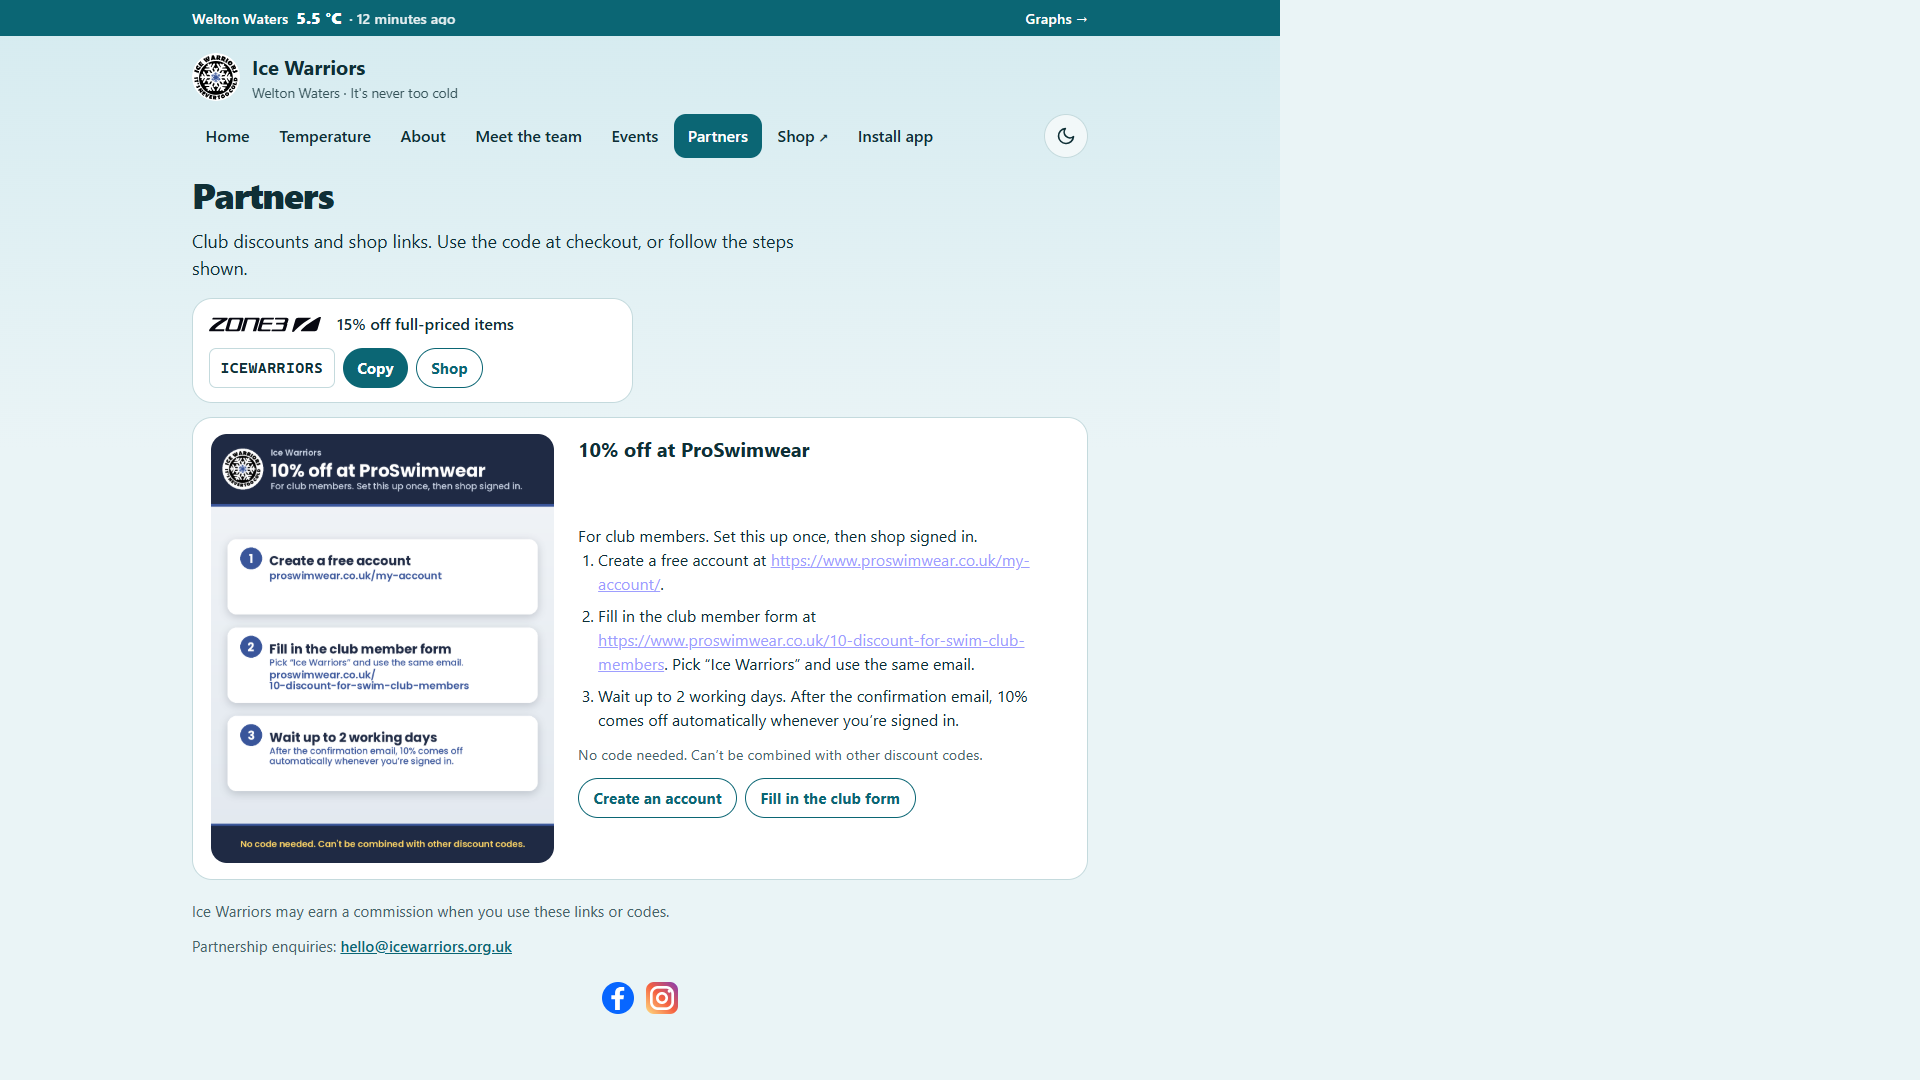 Welton Waters 5.5 °C · 12 minutes ago
Graphs →
ICE WARRIORS
IT'S NEVER TOO COLD
Ice Warriors
Welton Waters · It's never too cold
Home
Temperature
About
Meet the team
Events
Partners
Shop ↗
Install app
Partners
Club discounts and shop links. Use the code at checkout, or follow the steps
shown.
ZONE3
15% off full-priced items
ICEWARRIORS
Copy
Shop
ICE WARRIORS
IT'S NEVER TOO COLD
Ice Warriors
10% off at ProSwimwear
For club members. Set this up once, then shop signed in.
1
Create a free account
proswimwear.co.uk/my-account
2
Fill in the club member form
Pick “Ice Warriors” and use the same email.
proswimwear.co.uk/
10-discount-for-swim-club-members
3
Wait up to 2 working days
After the confirmation email, 10% comes off
automatically whenever you're signed in.
No code needed. Can't be combined with other discount codes.
10% off at ProSwimwear
For club members. Set this up once, then shop signed in.
1. Create a free account at https://www.proswimwear.co.uk/my-
account/.
2. Fill in the club member form at
https://www.proswimwear.co.uk/10-discount-for-swim-club-
members. Pick “Ice Warriors” and use the same email.
3. Wait up to 2 working days. After the confirmation email, 10%
comes off automatically whenever you’re signed in.
No code needed. Can’t be combined with other discount codes.
Create an account
Fill in the club form
Ice Warriors may earn a commission when you use these links or codes.
Partnership enquiries: hello@icewarriors.org.uk